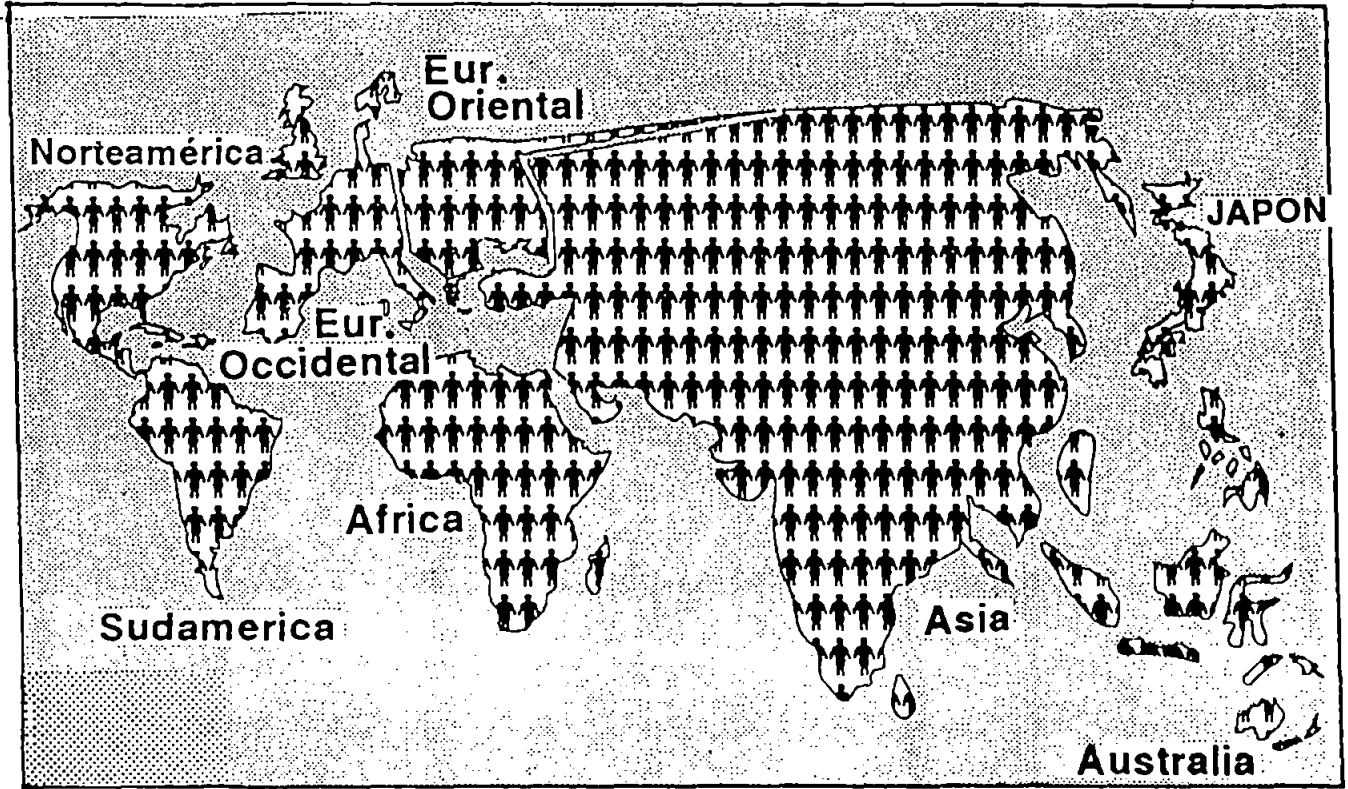 Eur.
Oriental
Norteamérica
JAPON
Eur.
Occidental
Africa
Sudamerica
Asia
Australia